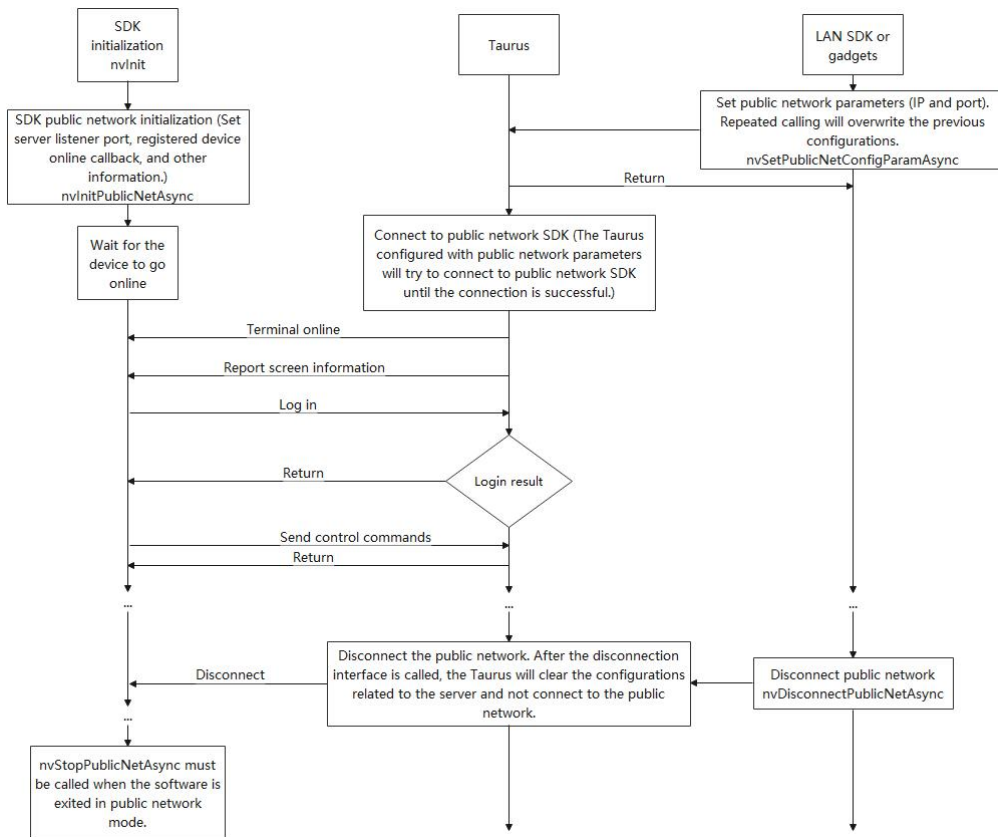 SDK
initialization
nvInit
Taurus
LAN SDK or
gadgets
SDK public network initialization (Set
server listener port, registered device
online callback, and other
information.)
nvInitPublicNetAsync
Set public network parameters (IP and port).
Repeated calling will overwrite the previous
configurations.
nvSetPublicNetConfigParamAsync
Return
Wait for the
device to go
online
Connect to public network SDK (The Taurus
configured with public network parameters
will try to connect to public network SDK
until the connection is successful.)
Terminal online
Report screen information
Log in
Login result
Return
Send control commands
Return
...
...
...
Disconnect the public network. After the disconnection
interface is called, the Taurus will clear the configurations
related to the server and not connect to the public
network.
Disconnect
Disconnect public network
nvDisconnectPublicNetAsync
...
nvStopPublicNetAsync must
be called when the software is
exited in public network
mode.